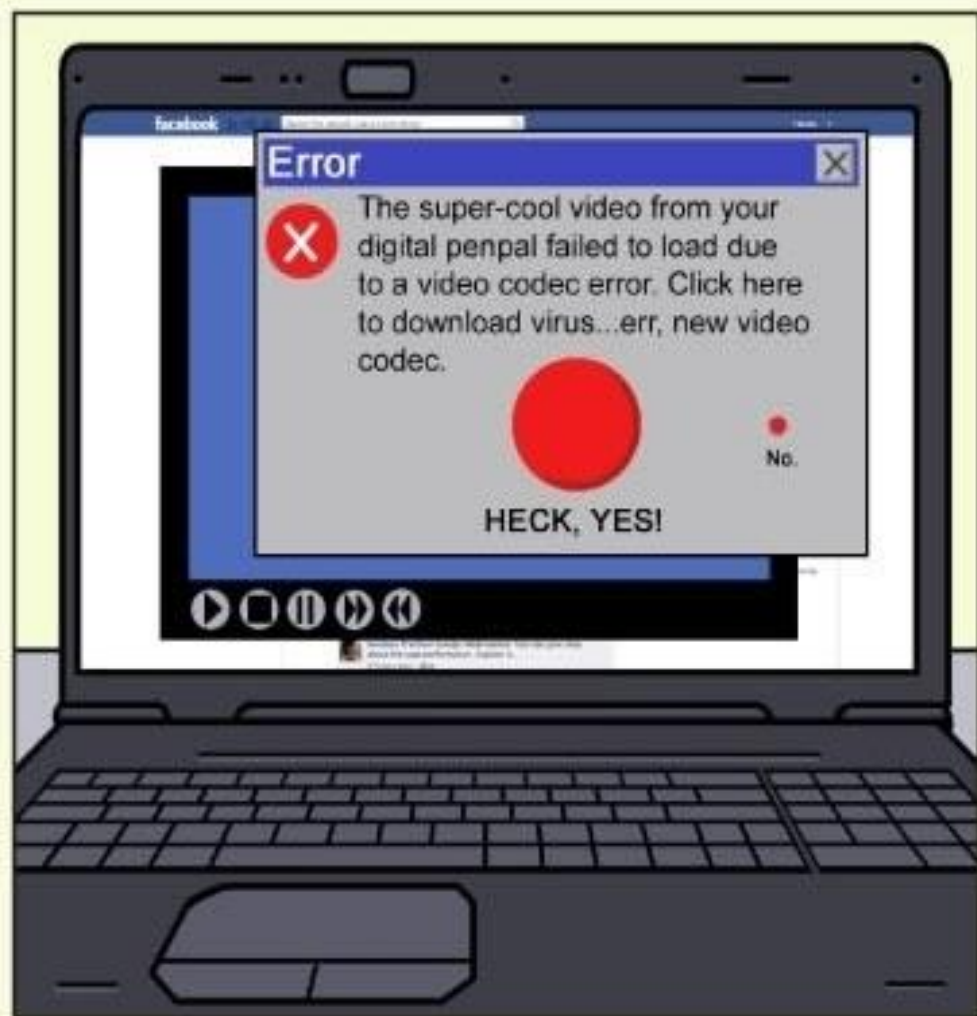 facebook
Error
The super-cool video from your
digital penpal failed to load due
to a video codec error. Click here
to download virus...err, new video
codec.
No.
HECK, YES!